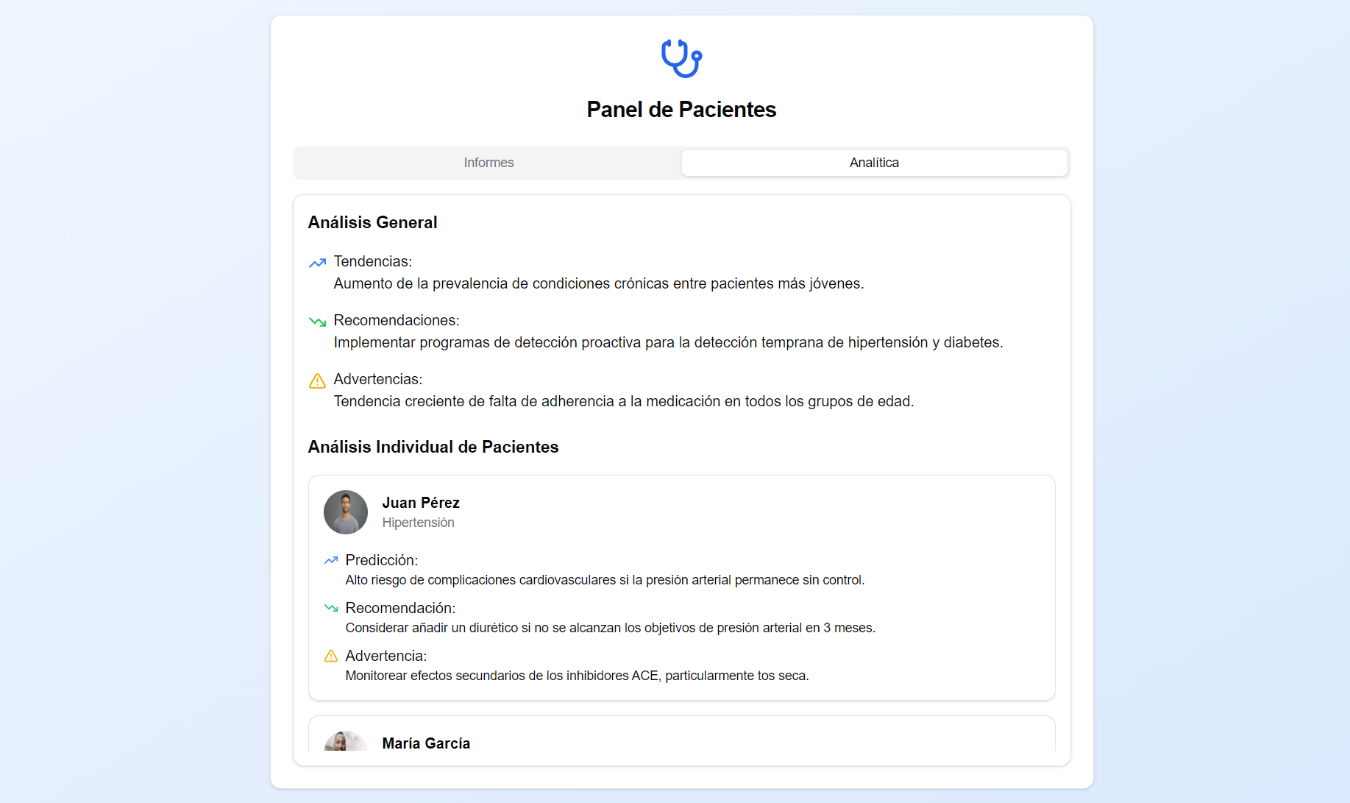 Panel de Pacientes
Informes
Analítica
Análisis General
Tendencias:
Aumento de la prevalencia de condiciones crónicas entre pacientes más jóvenes.
Recomendaciones:
Implementar programas de detección proactiva para la detección temprana de hipertensión y diabetes.
Advertencias:
Tendencia creciente de falta de adherencia a la medicación en todos los grupos de edad.
Análisis Individual de Pacientes
Juan Pérez
Hipertensión
Predicción:
Alto riesgo de complicaciones cardiovasculares si la presión arterial permanece sin control.
Recomendación:
Considerar añadir un diurético si no se alcanzan los objetivos de presión arterial en 3 meses.
Advertencia:
Monitorear efectos secundarios de los inhibidores ACE, particularmente tos seca.
María García